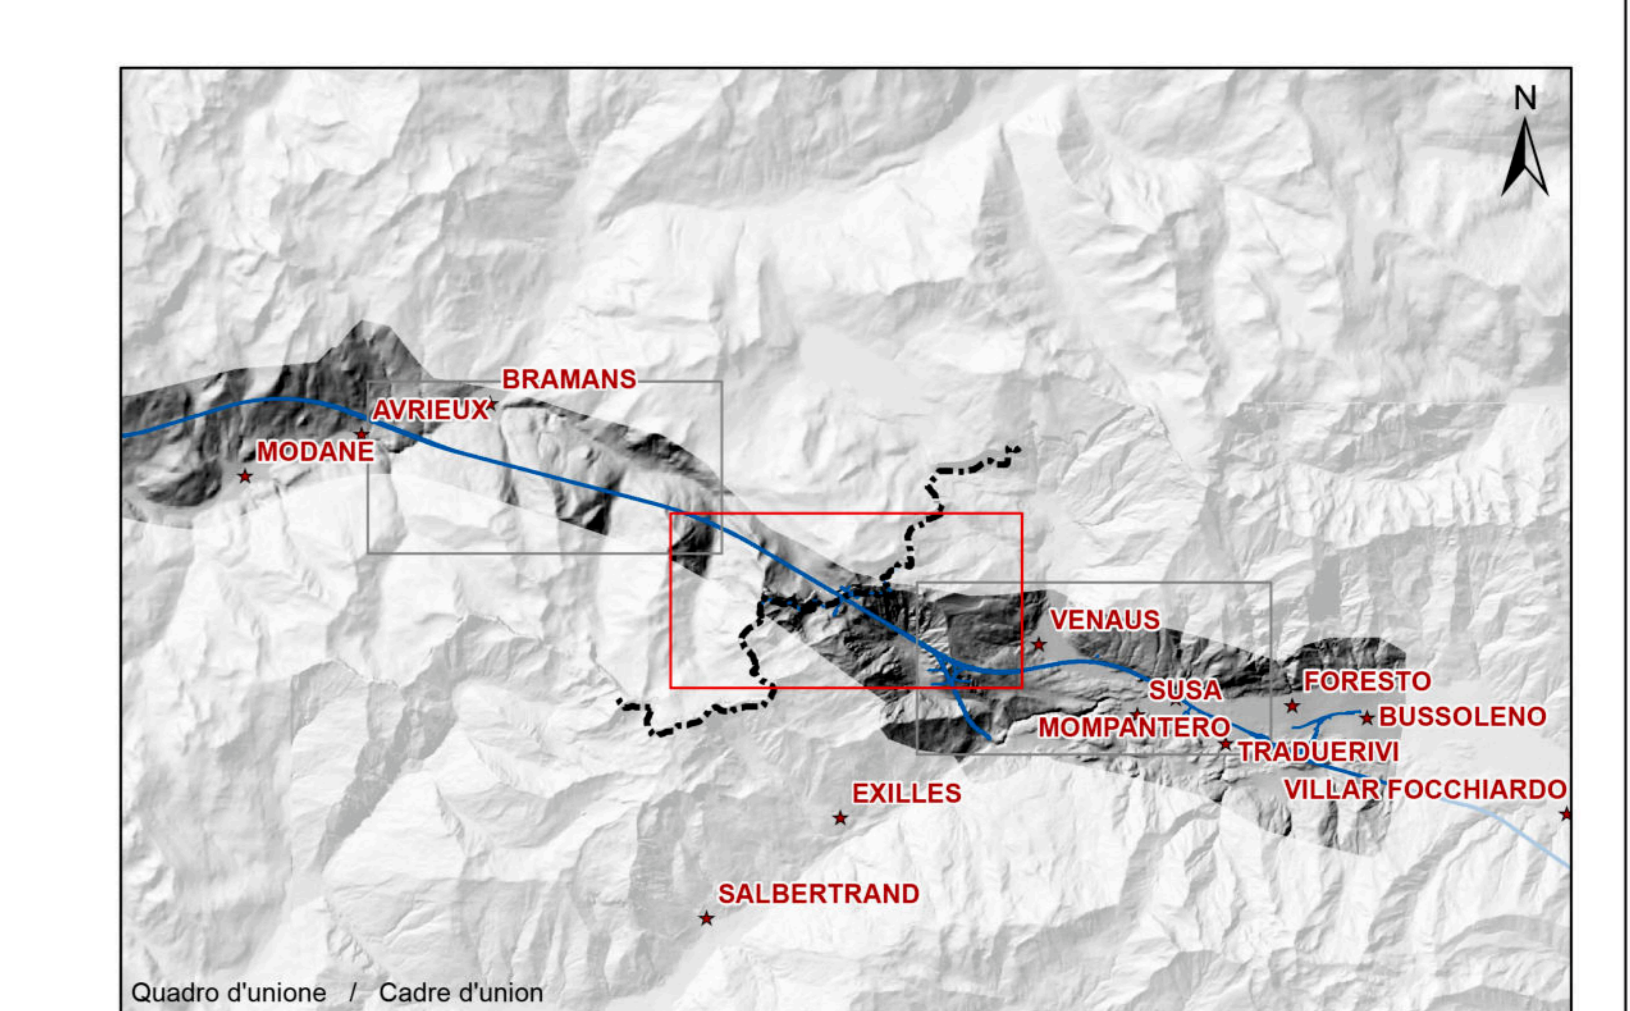 N
BRAMANS
AVRIEUX
MODANE
VENAUS
SUSA
FORESTO
MOMPANTERO
BUSSOLENO
TRADUERIVI
VILLAR FOCCHIARDO
EXILLES
SALBERTRAND
Quadro d'unione / Cadre d'union